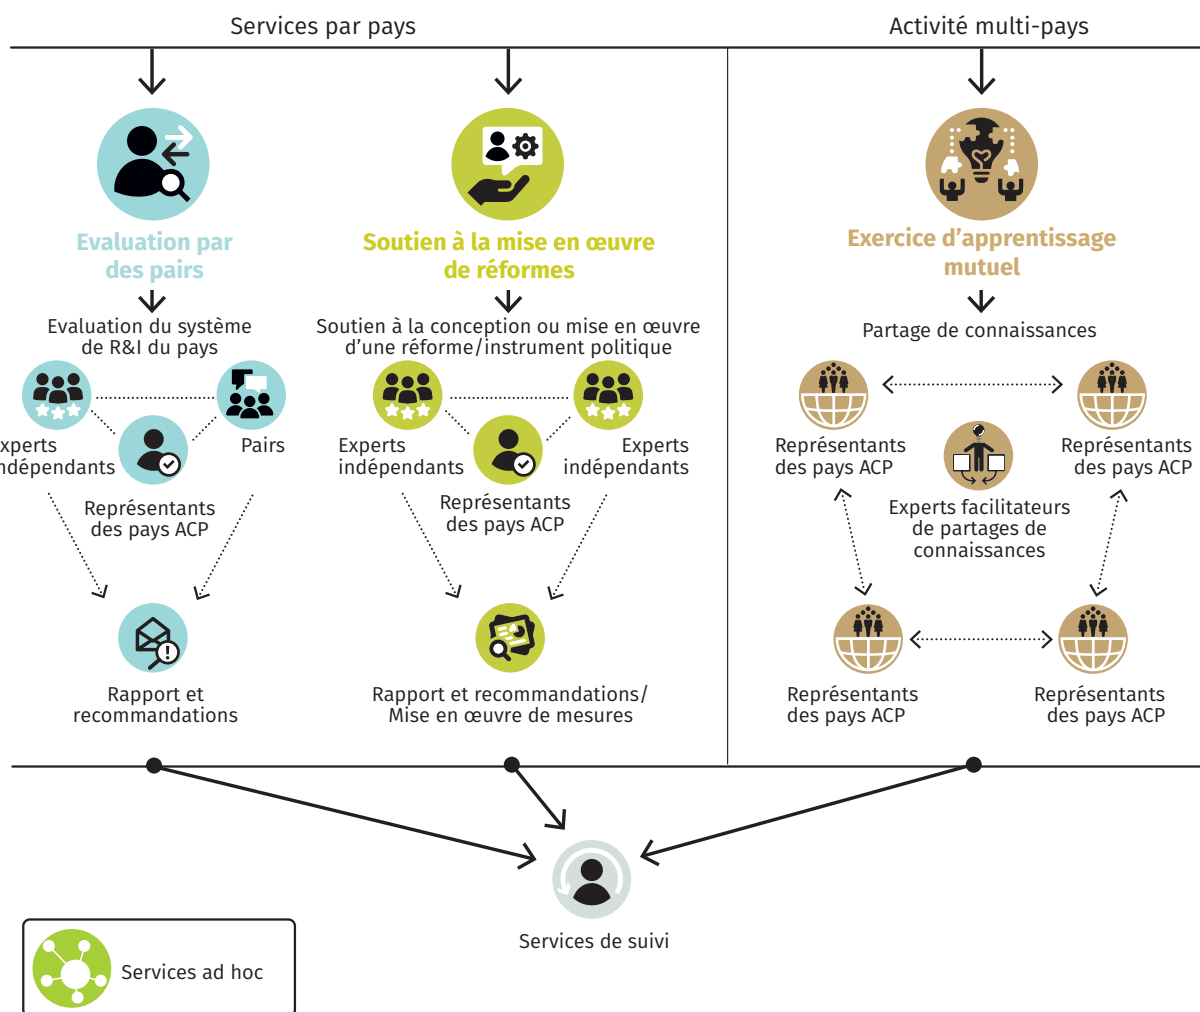 Services par pays
Activité multi-pays
Evaluation par
des pairs
Soutien à la mise en œuvre
de réformes
Exercice d'apprentissage
mutuel
Evaluation du système
de R&I du pays
Soutien à la conception ou mise en œuvre
d'une réforme/instrument politique
Partage de connaissances
xperts
ndépendants
Pairs
Représentants
des pays ACP
Experts
indépendants
Experts
indépendants
Représentants
des pays ACP
Représentants
des pays ACP
Représentants
des pays ACP
Experts facilitateurs
de partages de
connaissances
Rapport et
recommandations
Rapport et recommandations/
Mise en œuvre de mesures
Représentants
des pays ACP
Représentants
des pays ACP
Services de suivi
Services ad hoc